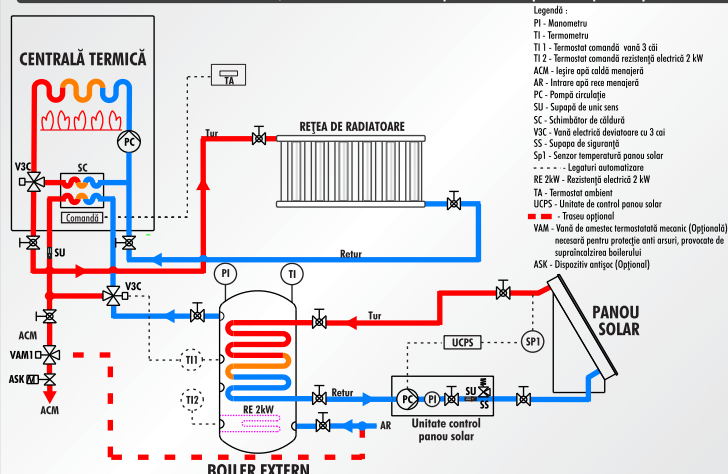 Legendă :
PI - Manometru
TI - Termometru
TI 1 - Termostat comandă vană 3 căi
TI 2 - Termostat comandă rezistență electrică 2 kW
ACM - Ieșire apă caldă menajeră
AR - Intrare apă rece menajeră
PC - Pompă circulație
SU - Supapă de unic sens
SC - Schimbător de căldură
V3C - Vană electrică deviatoare cu 3 cai
SS - Supapa de siguranță
Sp1 - Senzor temperatură panou solar
- Legaturi automatizare
RE 2kW - Rezistență electrică 2 kW
TA - Termostat ambient
UCPS - Unitate de control panou solar
- Traseu opțional
VAM - Vană de amestec termostatată mecanic (Opțională)
necesară pentru protecție anti arsuri, provocate de
supraîncalzirea boilerului
ASK - Dispozitiv antișoc (Opțional)
CENTRALĂ TERMICĂ
PC
V3C
SC
Comandă
TA
Tur
REȚEA DE RADIATOARE
Retur
SU
PI
TI
V3C
ACM
VAM1
ASK
ACM
TI1
TI2
RE 2kW
BOILER EXTERN
Tur
Retur
AR
UCPS
SP1
PC
PI
SU
SS
Unitate control
panou solar
PANOU
SOLAR